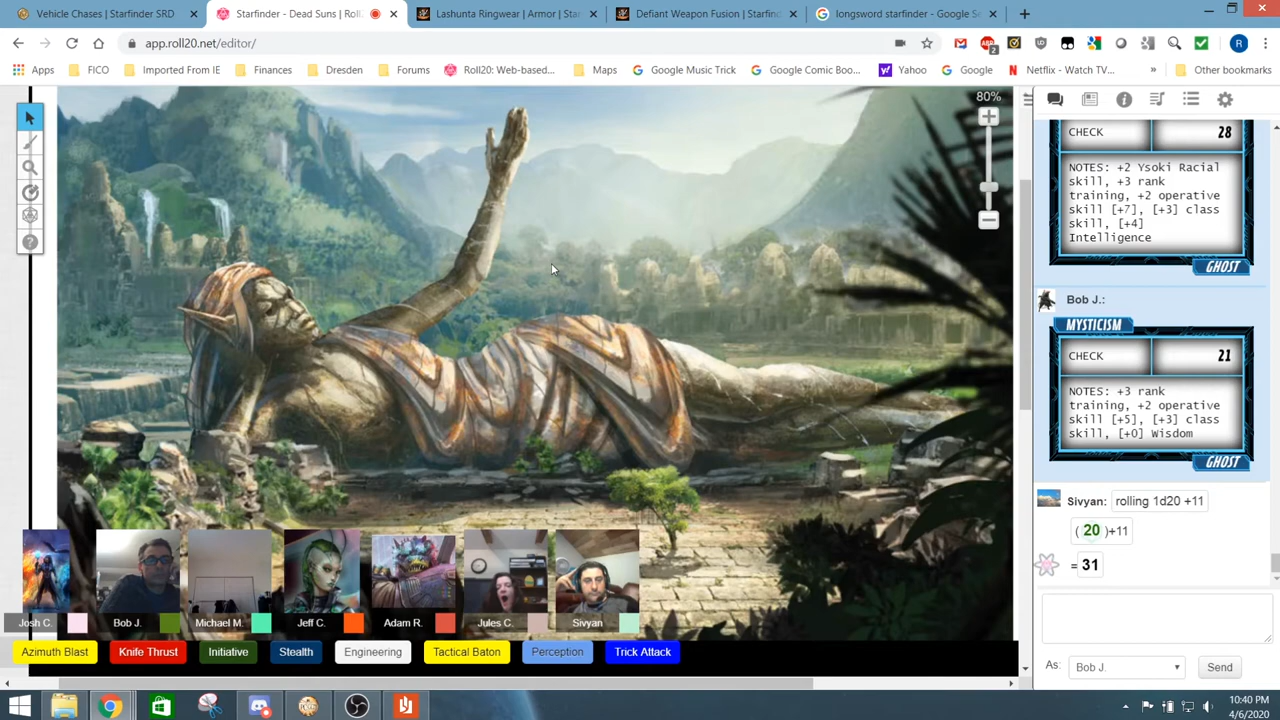 Vehicle Chases | Starfinder SRD
Starfinder - Dead Suns | Roll
Lashunta Ringwear | Armor | Star
Defiant Weapon Fusion | Starfind
longsword starfinder - Google Se
app.roll20.net/editor/
Apps
FICO
Imported From IE
Finances
Dresden
Forums
Roll20: Web-based...
Maps
Google Music Trick
Google Comic Boo...
Yahoo
Google
Netflix - Watch TV...
Other bookmarks
80%
CHECK 28
NOTES: +2 Ysoki Racial
skill, +3 rank
training, +2 operative
skill [+7], [+3] class
skill, [+4]
Intelligence
GHOST
Bob J.:
MYSTICISM
CHECK 21
NOTES: +3 rank
training, +2 operative
skill [+5], [+3] class
skill, [+0] Wisdom
GHOST
Sivyan: rolling 1d20 +11
(20)+11
=31
Josh C.
Bob J.
Michael M.
Jeff C.
Adam R.
Jules C.
Sivyan
Azimuth Blast
Knife Thrust
Initiative
Stealth
Engineering
Tactical Baton
Perception
Trick Attack
As: Bob J. Send
10:40 PM
4/6/2020